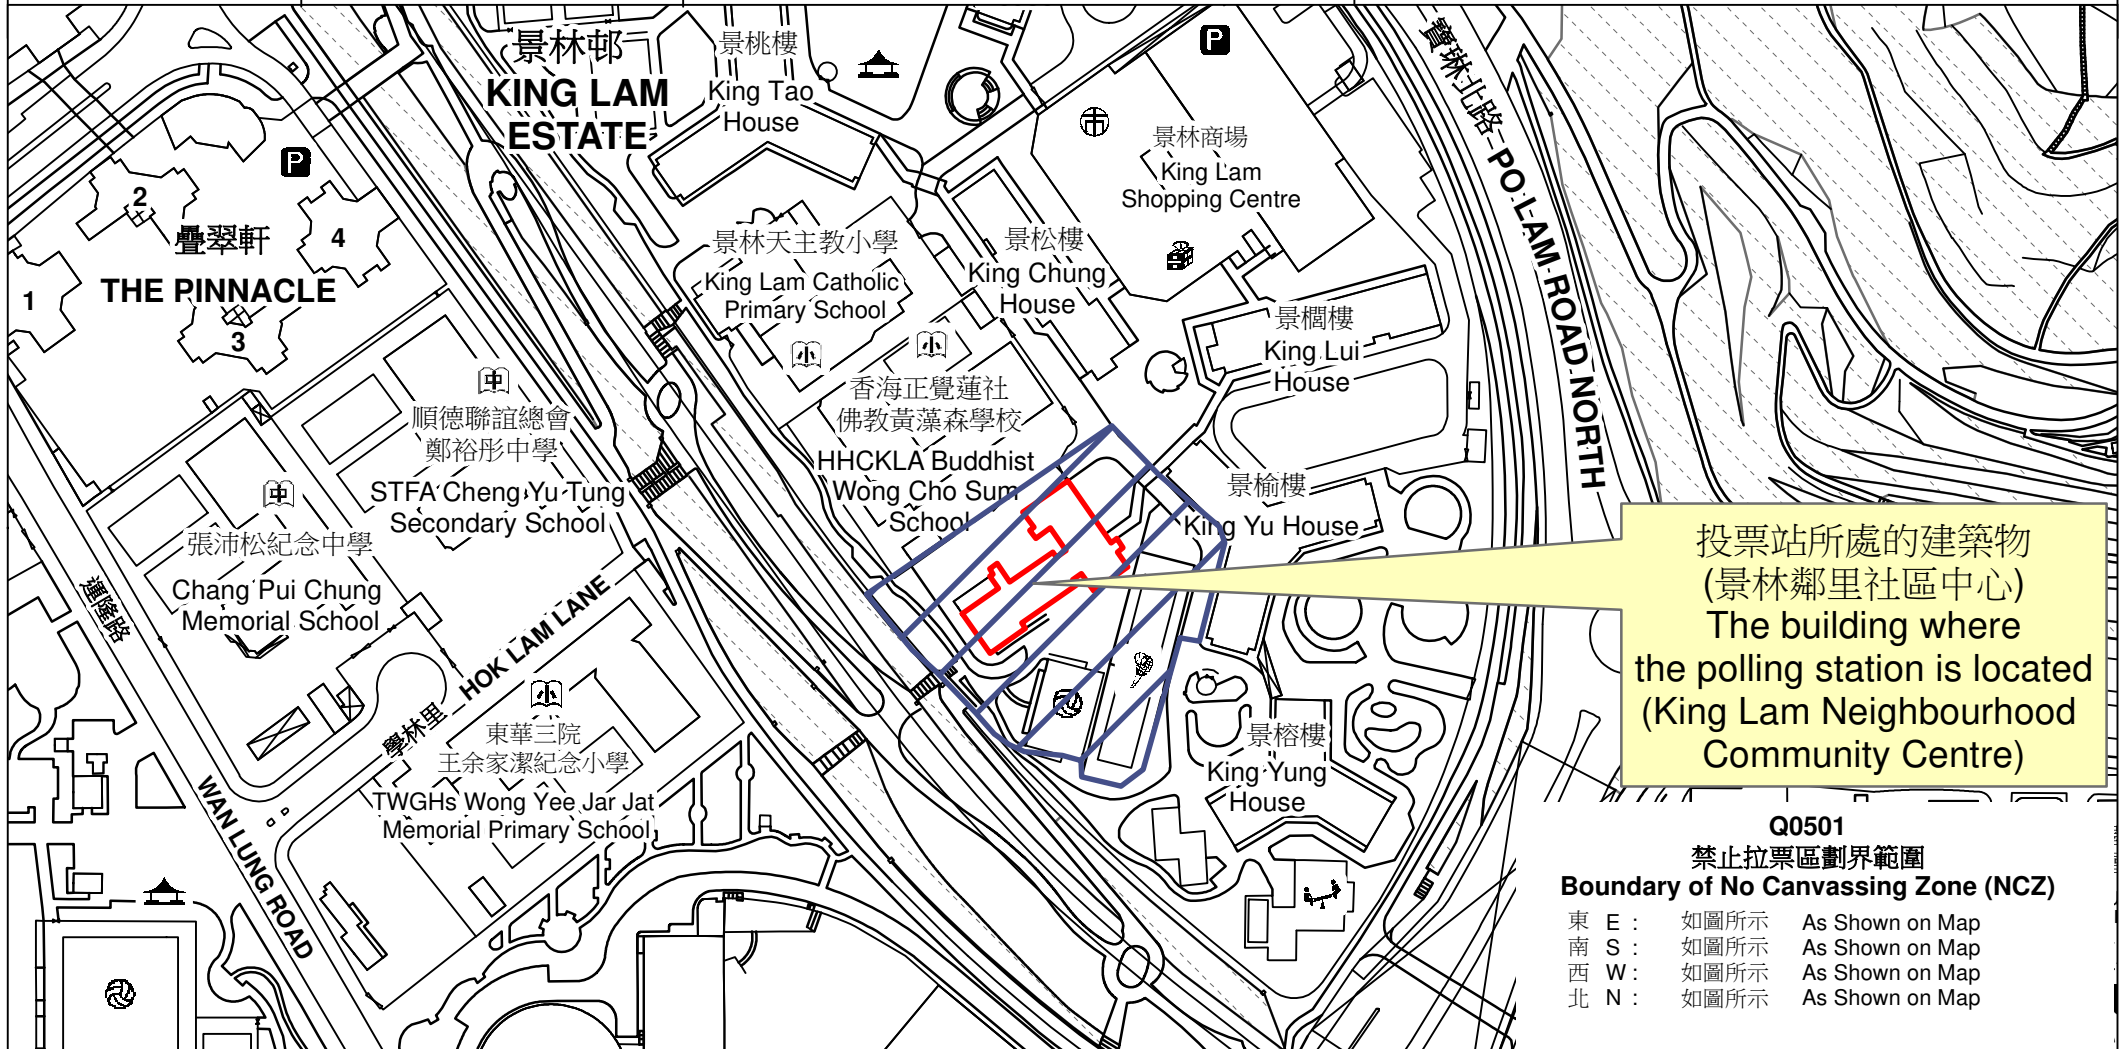 景林邨
KING LAM
ESTATE
景桃樓
King Tao
House
P
寶琳北路
PO LAM ROAD NORTH
市
景林商場
King Lam
Shopping Centre
P
2
4
疊翠軒
THE PINNACLE
1
3
景林天主教小學
King Lam Catholic
Primary School
小
景松樓
King Chung
House
小
香海正覺蓮社
佛教黃藻森學校
HHCKLA Buddhist
Wong Cho Sum
School
景櫚樓
King Lui
House
中
順德聯誼總會
鄭裕彤中學
STFA Cheng Yu Tung
Secondary School
中
張沛松紀念中學
Chang Pui Chung
Memorial School
景榆樓
King Yu House
投票站所處的建築物
(景林鄰里社區中心)
The building where
the polling station is located
(King Lam Neighbourhood
Community Centre)
運隆路
WAN LUNG ROAD
學林里
HOK LAM LANE
小
東華三院
王余家潔紀念小學
TWGHs Wong Yee Jar Jat
Memorial Primary School
景榕樓
King Yung
House
Q0501
禁止拉票區劃界範圍
Boundary of No Canvassing Zone (NCZ)
東 E : 如圖所示 As Shown on Map
南 S : 如圖所示 As Shown on Map
西 W : 如圖所示 As Shown on Map
北 N : 如圖所示 As Shown on Map